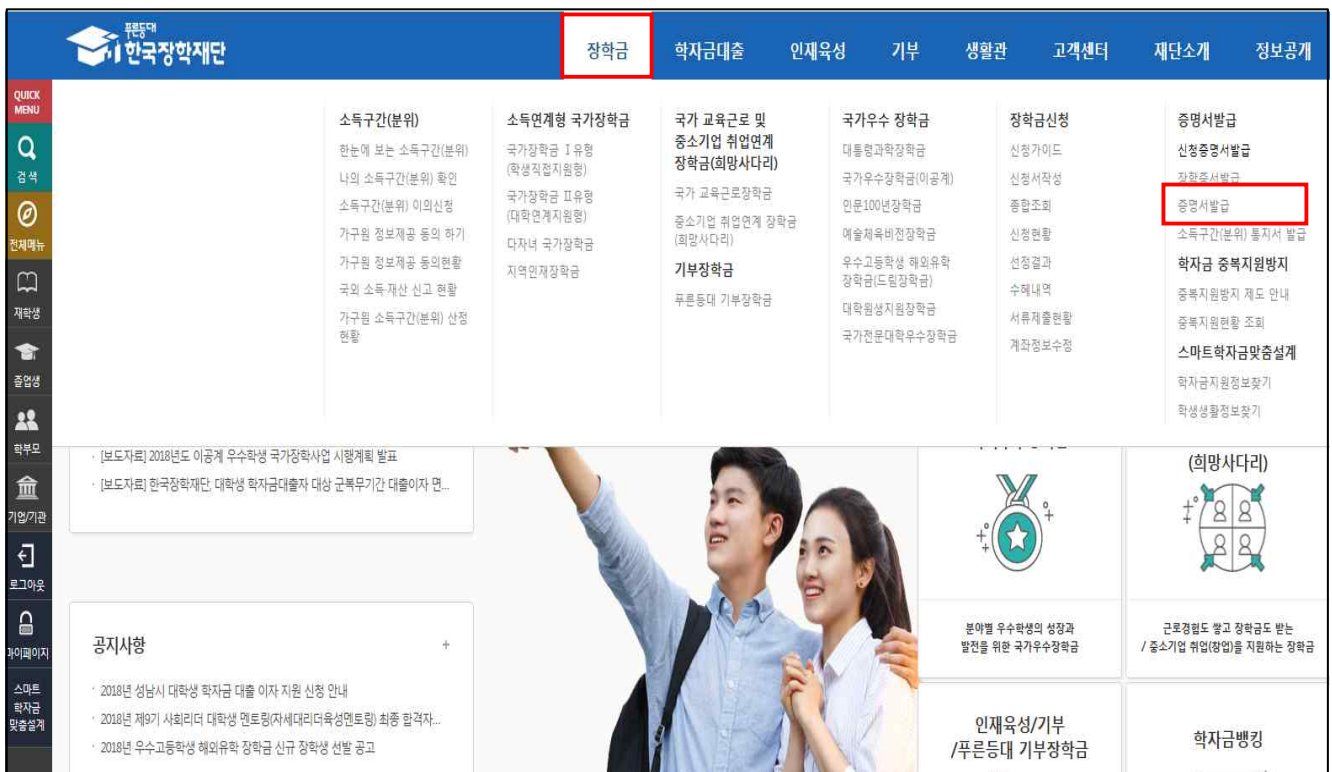 푸른등대
한국장학재단
장학금
학자금대출
인재육성
기부
생활관
고객센터
재단소개
정보공개
QUICK
MENU
검색
전체메뉴
재학생
졸업생
학부모
기업/기관
로그아웃
마이페이지
스마트
학자금
맞춤설계
소득구간(분위)
한눈에 보는 소득구간(분위)
나의 소득구간(분위) 확인
소득구간(분위) 이의신청
가구원 정보제공 동의 하기
가구원 정보제공 동의현황
국외 소득·재산 신고 현황
가구원 소득구간(분위) 산정
현황
소득연계형 국가장학금
국가장학금 I 유형
(학생직접지원형)
국가장학금 II유형
(대학연계지원형)
다자녀 국가장학금
지역인재장학금
국가 교육근로 및
중소기업 취업연계
장학금(희망사다리)
국가 교육근로장학금
중소기업 취업연계 장학금
(희망사다리)
기부장학금
푸른등대 기부장학금
국가우수 장학금
대통령과학장학금
국가우수장학금(이공계)
인문100년장학금
예술체육비전장학금
우수고등학생 해외유학
장학금(드림장학금)
대학원생지원장학금
국가전문대학우수장학금
장학금신청
신청가이드
신청서작성
종합조회
신청현황
선정결과
수혜내역
서류제출현황
계좌정보수정
증명서발급
신청증명서발급
장학증서발급
증명서발급
소득구간(분위) 통지서 발급
학자금 중복지원방지
중복지원방지 제도 안내
중복지원현황 조회
스마트학자금맞춤설계
학자금지원정보찾기
학생생활정보찾기
· [보도자료] 2018년도 이공계 우수학생 국가장학사업 시행계획 발표
· [보도자료] 한국장학재단, 대학생 학자금대출자 대상 군복무기간 대출이자 면...
공지사항
+
· 2018년 성남시 대학생 학자금 대출 이자 지원 신청 안내
· 2018년 제9기 사회리더 대학생 멘토링(차세대리더육성멘토링) 최종 합격자...
· 2018년 우수고등학생 해외유학 장학금 신규 장학생 선발 공고
분야별 우수학생의 성장과
발전을 위한 국가우수장학금
(희망사다리)
근로경험도 쌓고 장학금도 받는
/ 중소기업 취업(창업)을 지원하는 장학금
인재육성/기부
/푸른등대 기부장학금
학자금뱅킹